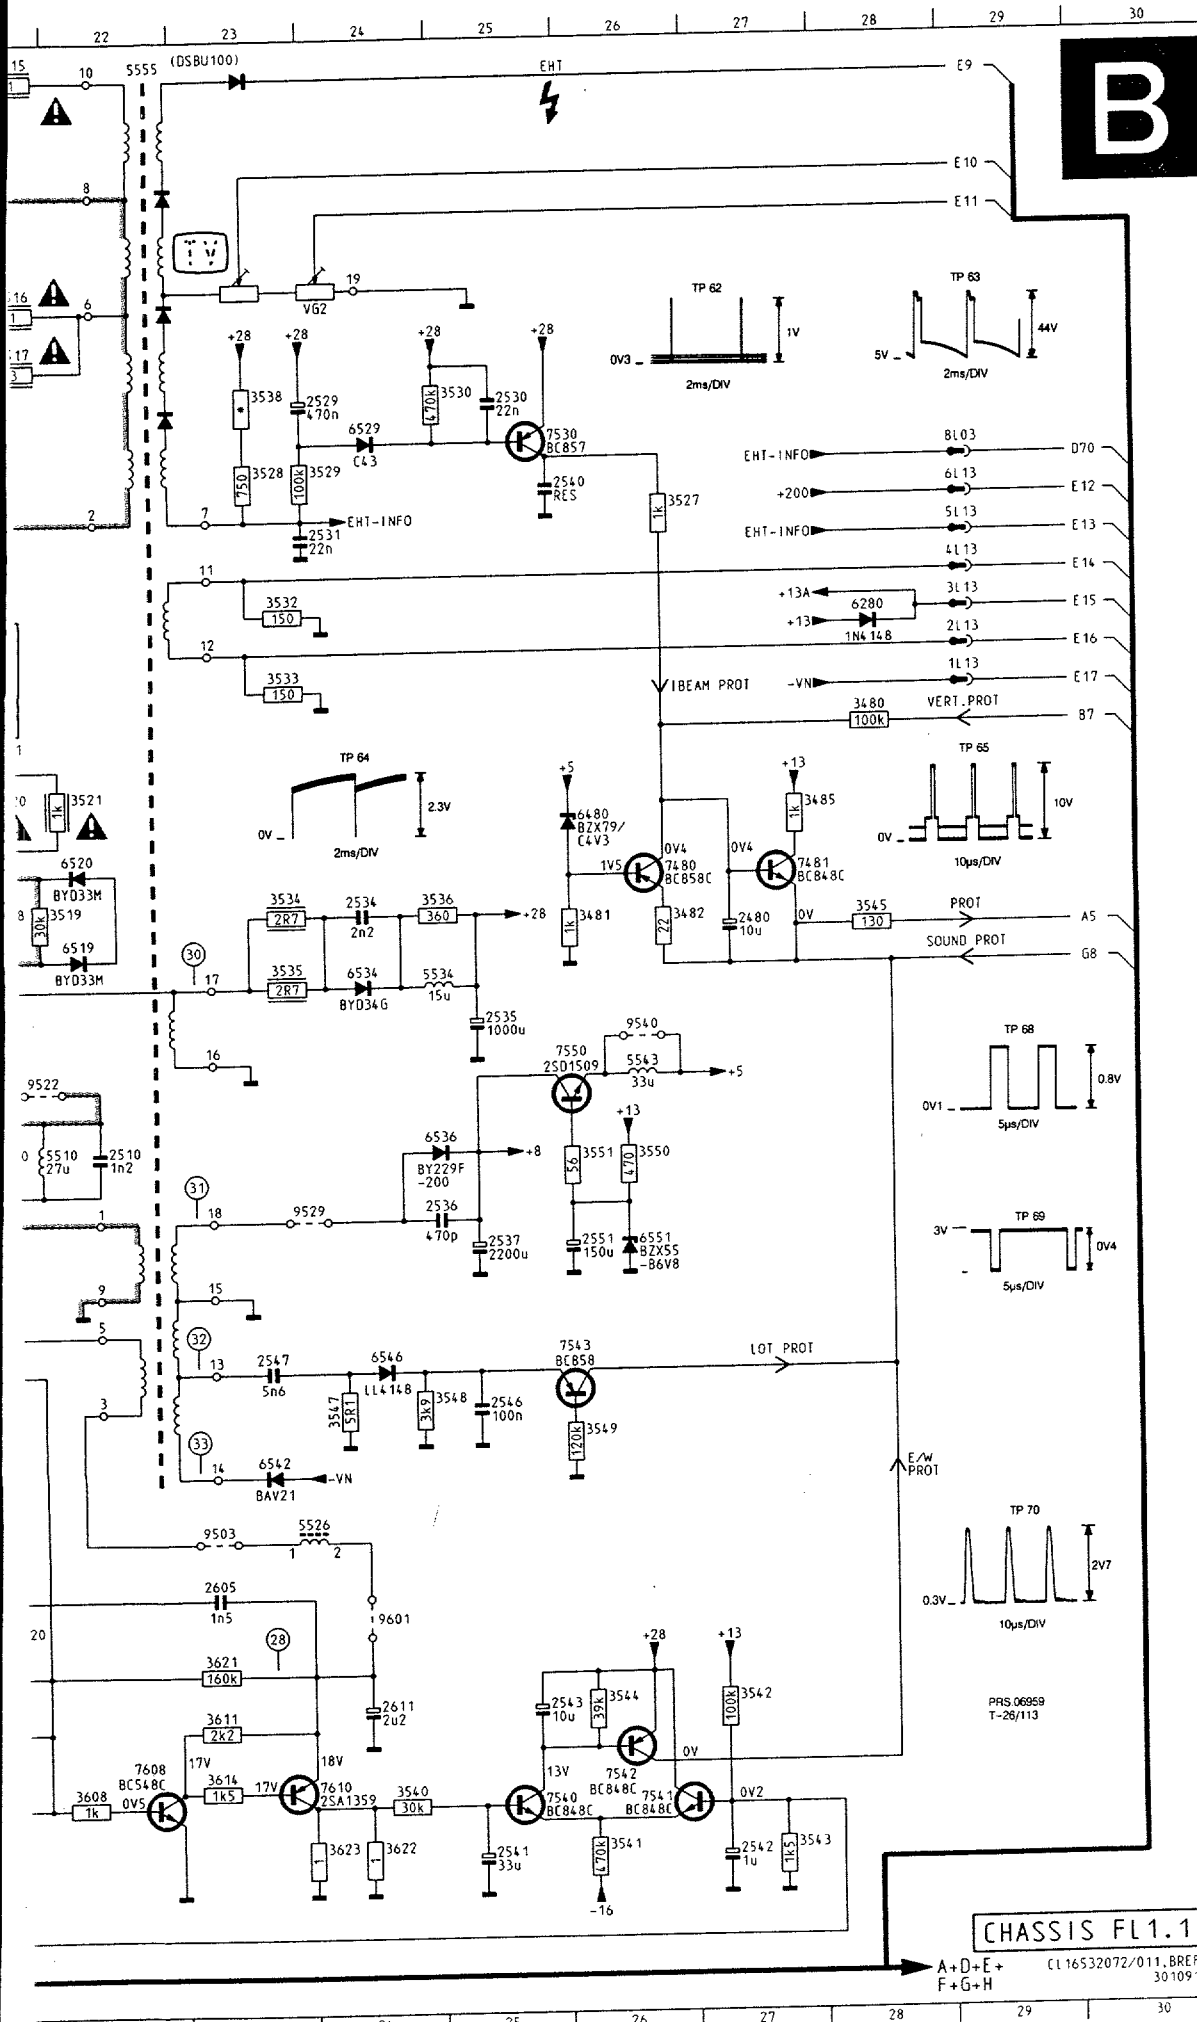 22 23 24 25 26 27 28 29 30
B
15
10
5555
(DSBU100)
EHT
E9
1
8
E10
E11
TV
16
6
1
17
3
19
VG2
TP 62
1V
0V3
2ms/DIV
TP 63
44V
5V
2ms/DIV
+28
+28
+28
+28
3538
*
2529
470n
3530
470k
2530
22n
6529
C43
7530
BC857
3528
750
3529
100k
2540
RES
3527
1k
2
7
EHT-INFO
2531
22n
EHT-INFO
8L03
D70
+200
6L13
E12
EHT-INFO
5L13
E13
4L13
E14
+13A
3L13
E15
+13
6280
1N4148
2L13
E16
-VN
1L13
E17
11
3532
150
12
3533
150
IBEAM PROT
3480
100k
VERT.PROT
B7
1
TP 64
2.3V
0V
2ms/DIV
+5
6480
BZX79/
C4V3
+13
3485
1k
TP 65
10V
0V
10µs/DIV
3521
1k
6520
BYD33M
8
3519
30k
6519
BYD33M
0V4
0V4
1V5
7480
BC858C
7481
BC848C
3481
1k
3482
22
2480
10u
0V
3545
130
PROT
A5
SOUND PROT
G8
3534
2R7
2534
2n2
3536
360
+28
30
17
3535
2R7
6534
BYD34G
5534
15u
2535
1000u
16
9540
7550
2SD1509
5543
33u
+5
TP 68
0.8V
0V1
5µs/DIV
9522
0
5510
27u
2510
1n2
6536
BY229F
-200
+8
3551
56
+13
3550
470
31
18
9529
2536
470p
2537
2200u
2551
150u
6551
BZX55
-B6V8
TP 69
3V
0V4
5µs/DIV
1
9
15
5
32
13
2547
5n6
6546
LL4148
7543
BC858
LOT PROT
3547
5R1
3548
3k9
2546
100n
3549
120k
3
33
14
6542
BAV21
-VN
E/W
PROT
TP 70
2V7
0.3V
10µs/DIV
9503
5526
1 2
2605
1n5
9601
20
28
3621
160k
2611
2u2
3611
2k2
+28
+13
2543
10u
3544
39k
3542
100k
PRS.06959
T-26/113
17V
18V
13V
0V
7608
BC548C
3608
1k
0V5
3614
1k5
17V
7610
2SA1359
3540
30k
7540
BC848C
7542
BC848C
7541
BC848C
0V2
3623
1
3622
1
2541
33u
3541
470k
2542
1u
3543
1k5
-16
CHASSIS FL1.1
A+D+E+
F+G+H
CL16532072/011,BREF
301091
25 26 27 28 29 30